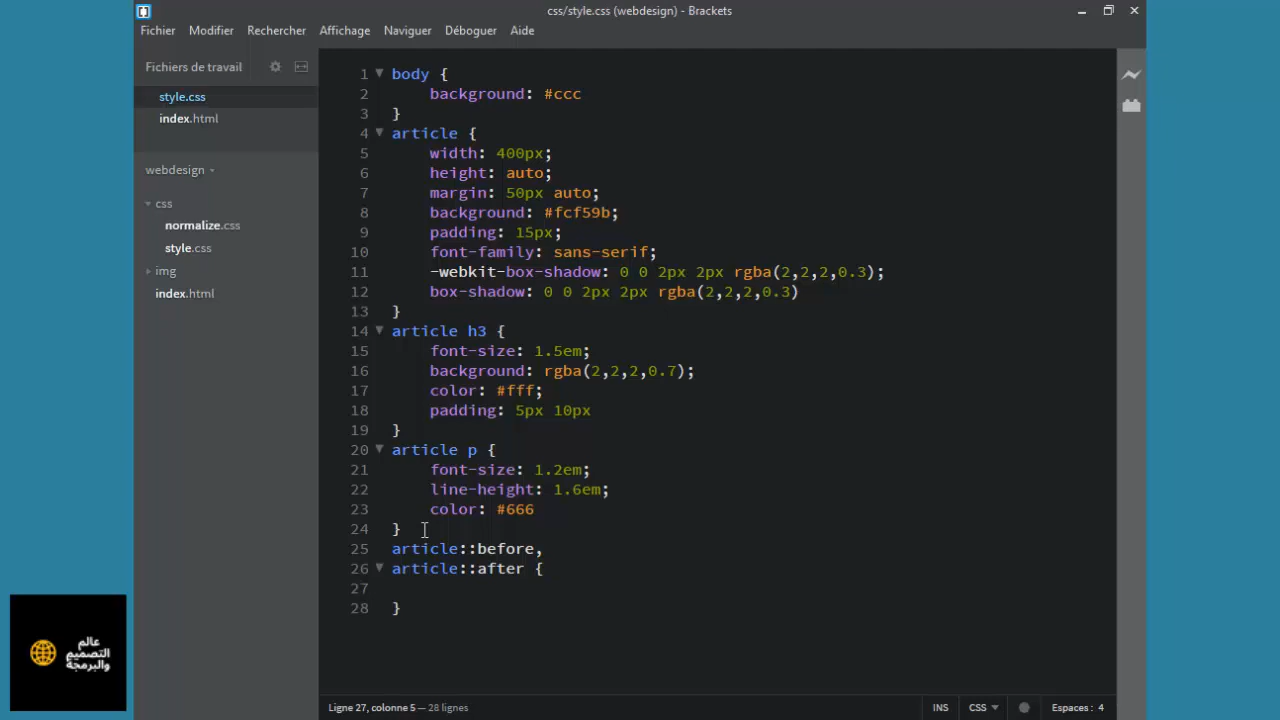 css/style.css (webdesign) - Brackets
Fichier Modifier Rechercher Affichage Naviguer Déboguer Aide
Fichiers de travail
style.css
index.html
webdesign
css
normalize.css
style.css
img
index.html
1 body {
2 background: #ccc
3 }
4 article {
5 width: 400px;
6 height: auto;
7 margin: 50px auto;
8 background: #fcf59b;
9 padding: 15px;
10 font-family: sans-serif;
11 -webkit-box-shadow: 0 0 2px 2px rgba(2,2,2,0.3);
12 box-shadow: 0 0 2px 2px rgba(2,2,2,0.3)
13 }
14 article h3 {
15 font-size: 1.5em;
16 background: rgba(2,2,2,0.7);
17 color: #fff;
18 padding: 5px 10px
19 }
20 article p {
21 font-size: 1.2em;
22 line-height: 1.6em;
23 color: #666
24 }
25 article::before,
26 article::after {
27
28 }
عالم
التصميم
والبرمجة
Ligne 27, colonne 5 — 28 lignes
INS CSS Espaces : 4